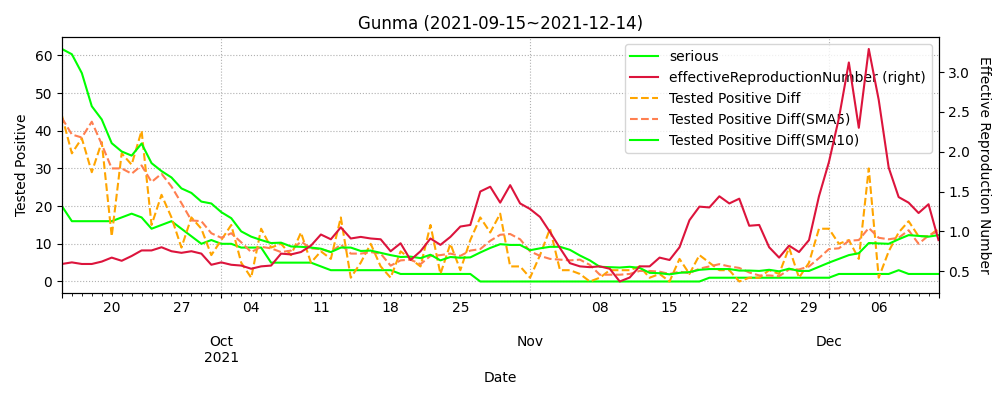 Gunma (2021-09-15~2021-12-14)
serious
effectiveReproductionNumber (right)
Tested Positive Diff
Tested Positive Diff(SMA5)
Tested Positive Diff(SMA10)
Tested Positive
60
50
40
30
20
10
0
Effective Reproduction Number
3.0
2.5
2.0
1.5
1.0
0.5
20 27 04 11 18 25 08 15 22 29 06
Oct Nov Dec
2021
Date